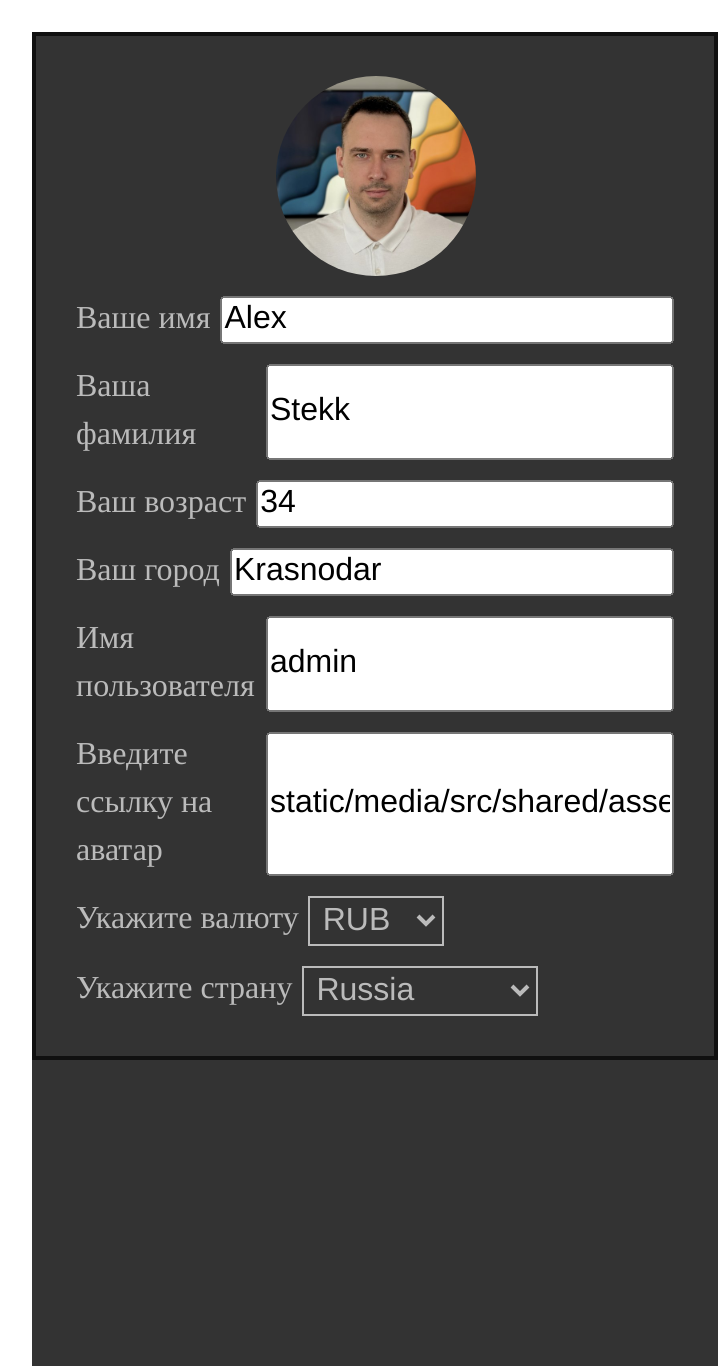 Ваше имя Alex
Ваша
фамилия
Stekk
Ваш возраст 34
Ваш город Krasnodar
Имя
пользователя
admin
Введите
ссылку на
аватар
static/media/src/shared/asse
Укажите валюту RUB
Укажите страну Russia